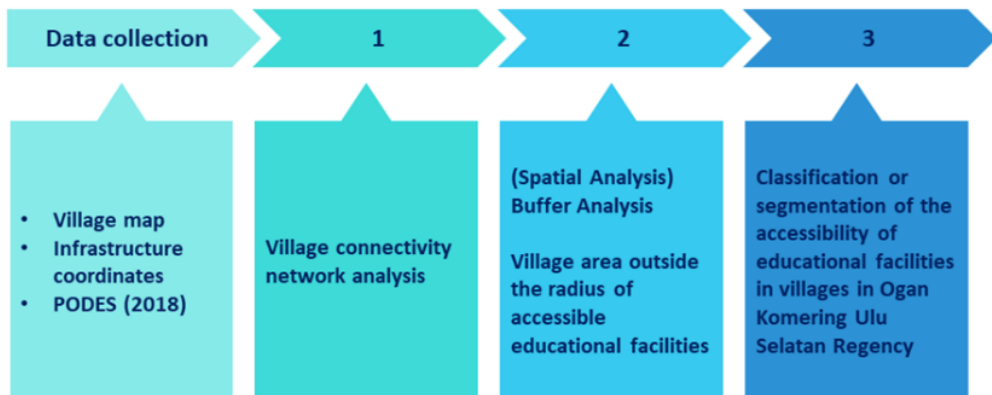 Data collection
1
2
3
• Village map
• Infrastructure
coordinates
• PODES (2018)
Village connectivity
network analysis
(Spatial Analysis)
Buffer Analysis
Village area outside
the radius of
accessible
educational facilities
Classification or
segmentation of the
accessibility of
educational facilities
in villages in Ogan
Komering Ulu
Selatan Regency